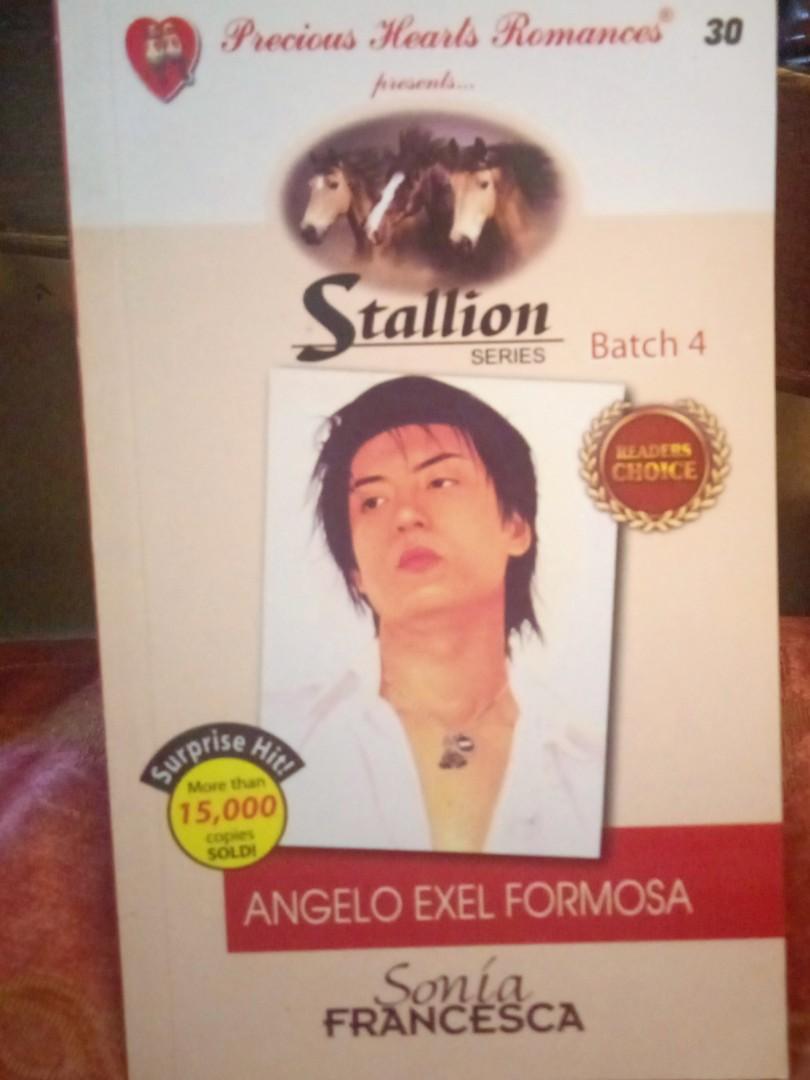 Precious Hearts Romances®
30
presents...
Stallion
SERIES
Batch 4
READERS
CHOICE
Surprise Hit!
More than
15,000
copies
SOLD!
ANGELO EXEL FORMOSA
Sonia
FRANCESCA